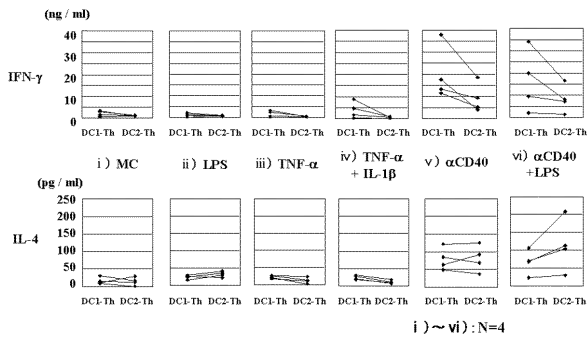 (ng / ml)
IFN-γ
40
30
20
10
0
DC1-Th DC2-Th DC1-Th DC2-Th DC1-Th DC2-Th DC1-Th DC2-Th DC1-Th DC2-Th DC1-Th DC2-Th
i ) MC
ii ) LPS
iii ) TNF-α
iv ) TNF-α
+ IL-1β
v ) αCD40
vi ) αCD40
+LPS
(pg / ml)
IL-4
250
200
150
100
50
0
DC1-Th DC2-Th DC1-Th DC2-Th DC1-Th DC2-Th DC1-Th DC2-Th DC1-Th DC2-Th DC1-Th DC2-Th
i )~ vi) : N=4